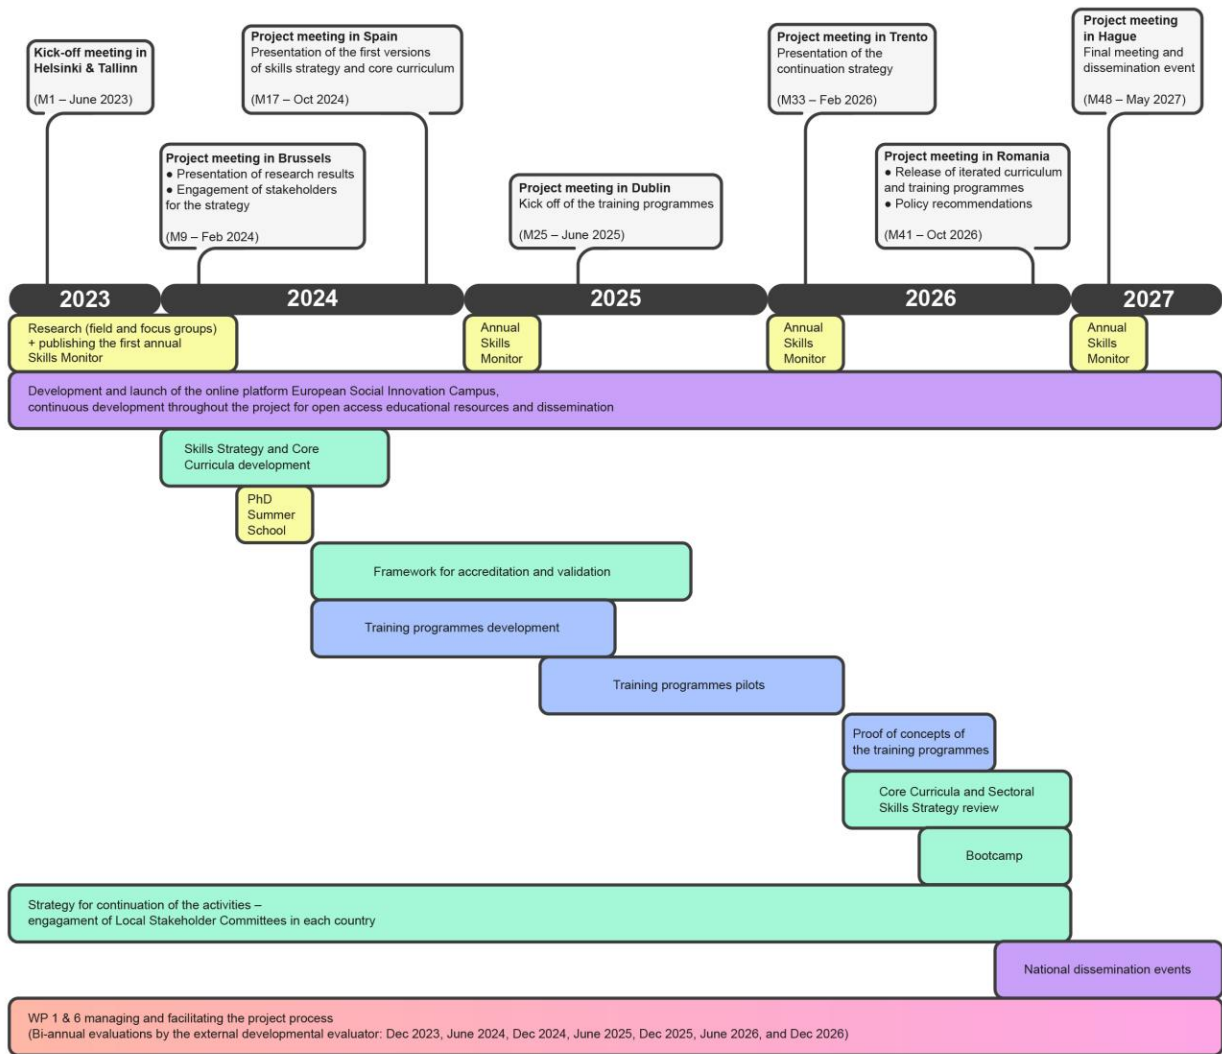 Kick-off meeting in
Helsinki & Tallinn
(M1 – June 2023)
Project meeting in Spain
Presentation of the first versions
of skills strategy and core curriculum
(M17 – Oct 2024)
Project meeting in Trento
Presentation of the
continuation strategy
(M33 – Feb 2026)
Project meeting
in Hague
Final meeting and
dissemination event
(M48 – May 2027)
Project meeting in Brussels
● Presentation of research results
● Engagement of stakeholders
for the strategy
(M9 – Feb 2024)
Project meeting in Dublin
Kick off of the training programmes
(M25 – June 2025)
Project meeting in Romania
● Release of iterated curriculum
and training programmes
● Policy recommendations
(M41 – Oct 2026)
2023
2024
2025
2026
2027
Research (field and focus groups)
+ publishing the first annual
Skills Monitor
Annual
Skills
Monitor
Annual
Skills
Monitor
Annual
Skills
Monitor
Development and launch of the online platform European Social Innovation Campus,
continuous development throughout the project for open access educational resources and dissemination
Skills Strategy and Core
Curricula development
PhD
Summer
School
Framework for accreditation and validation
Training programmes development
Training programmes pilots
Proof of concepts of
the training programmes
Core Curricula and Sectoral
Skills Strategy review
Bootcamp
Strategy for continuation of the activities –
engagament of Local Stakeholder Committees in each country
National dissemination events
WP 1 & 6 managing and facilitating the project process
(Bi-annual evaluations by the external developmental evaluator: Dec 2023, June 2024, Dec 2024, June 2025, Dec 2025, June 2026, and Dec 2026)